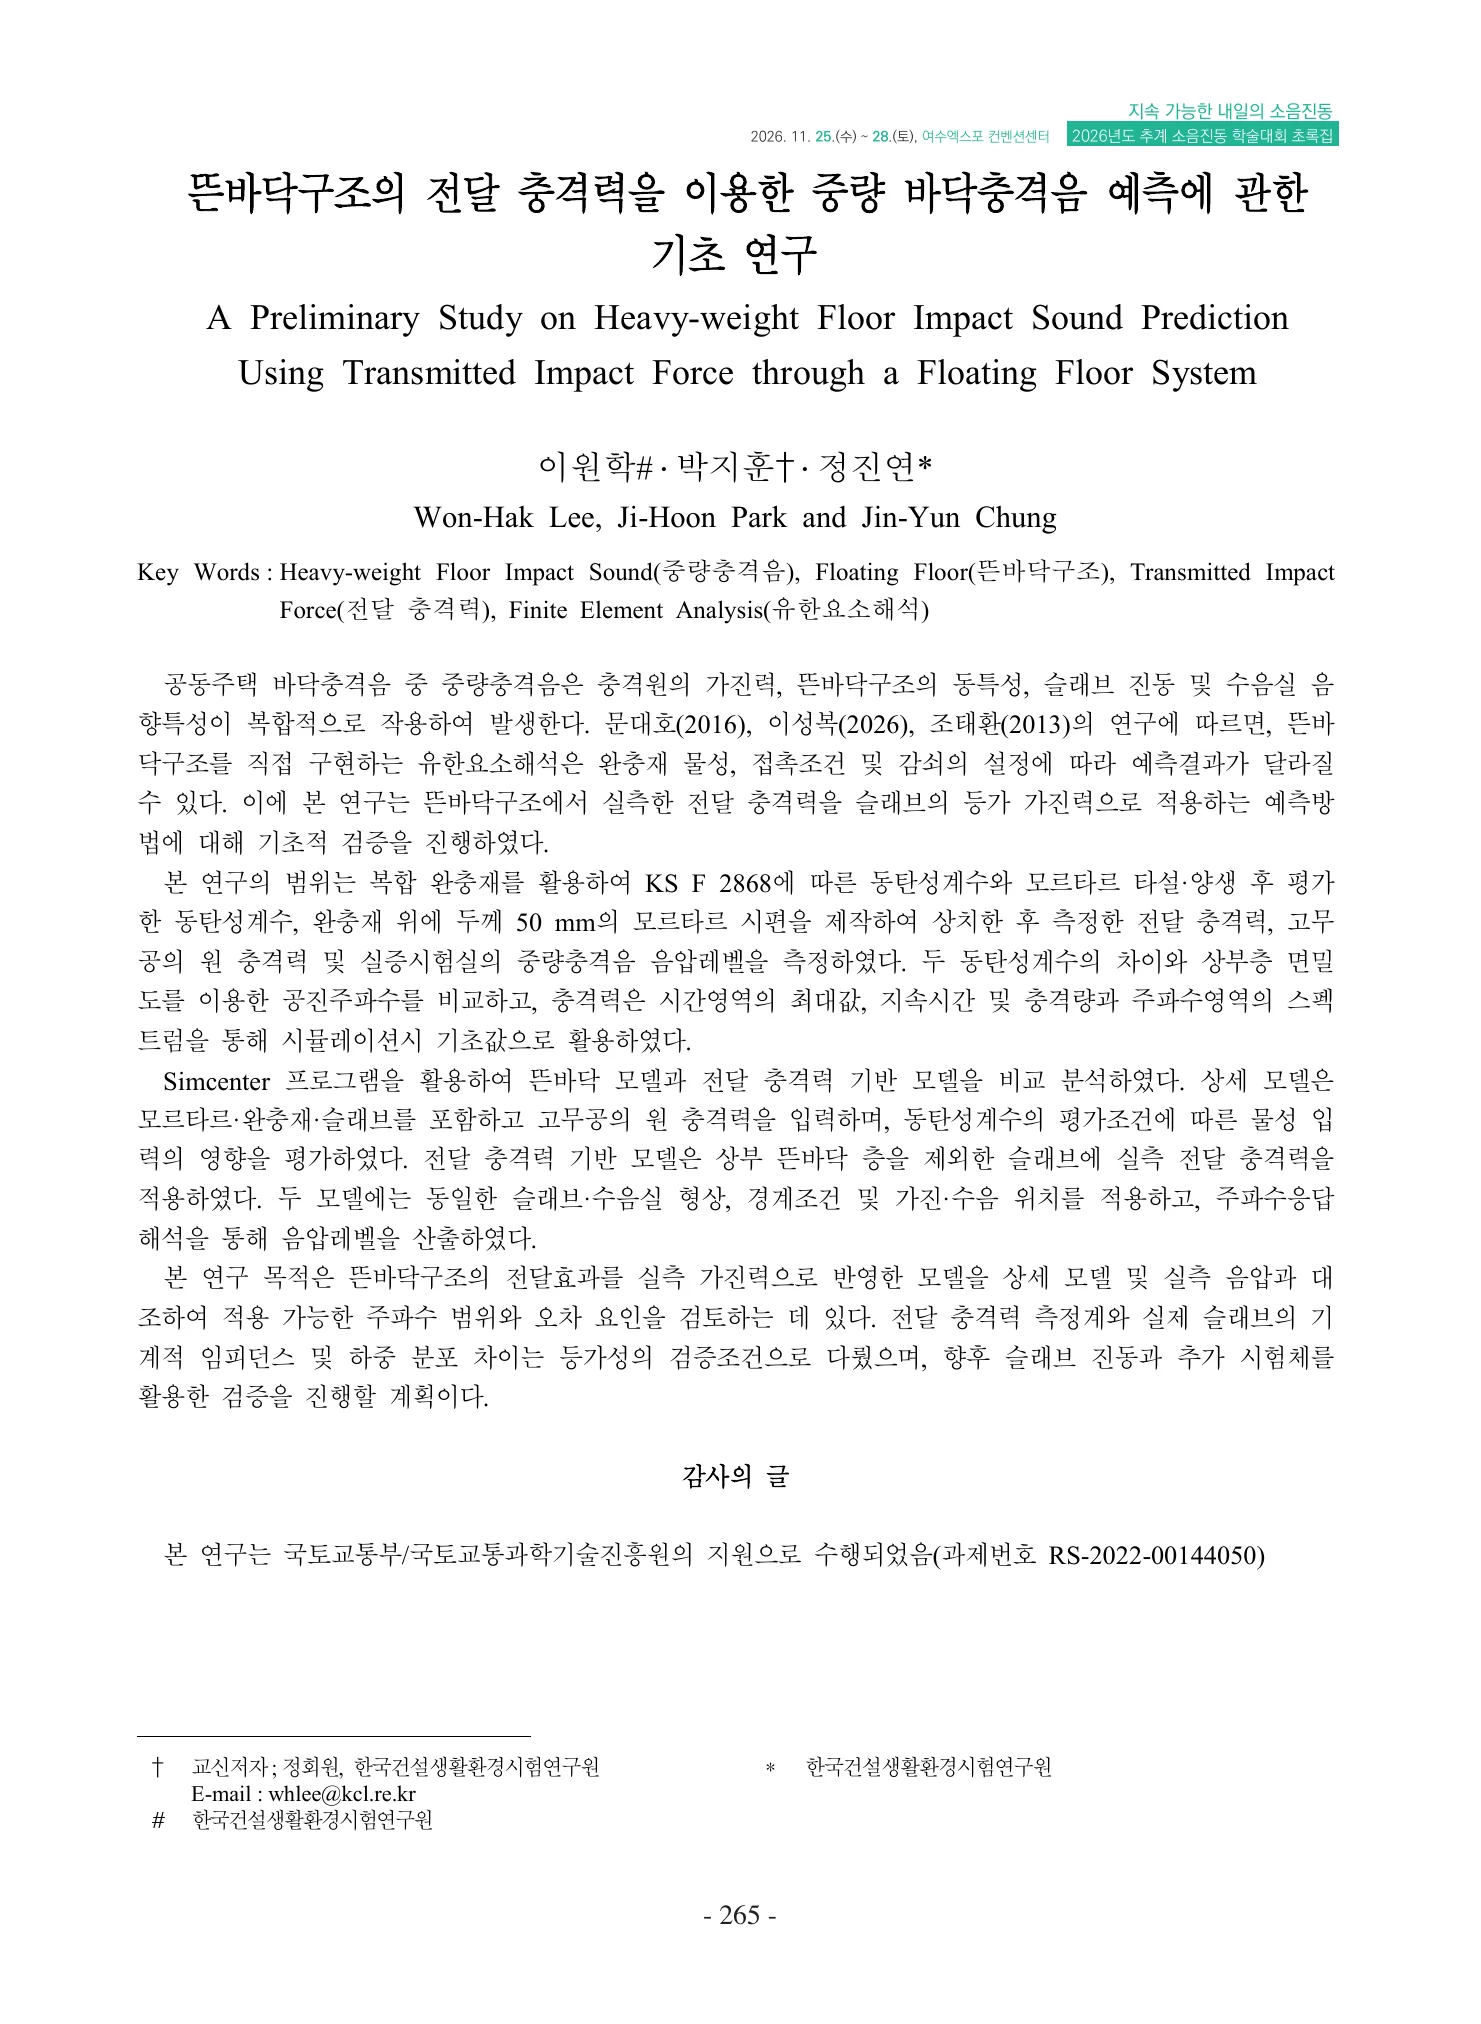 지속 가능한 내일의 소음진동
2026. 11. 25.(수) ~ 28.(토), 여수엑스포 컨벤션센터 2026년도 추계 소음진동 학술대회 초록집
뜬바닥구조의 전달 충격력을 이용한 중량 바닥충격음 예측에 관한
기초 연구
A Preliminary Study on Heavy-weight Floor Impact Sound Prediction
Using Transmitted Impact Force through a Floating Floor System
이원학#·박지훈†·정진연*
Won-Hak Lee, Ji-Hoon Park and Jin-Yun Chung
Key Words : Heavy-weight Floor Impact Sound(중량충격음), Floating Floor(뜬바닥구조), Transmitted Impact
Force(전달 충격력), Finite Element Analysis(유한요소해석)
공동주택 바닥충격음 중 중량충격음은 충격원의 가진력, 뜬바닥구조의 동특성, 슬래브 진동 및 수음실 음
향특성이 복합적으로 작용하여 발생한다. 문대호(2016), 이성복(2026), 조태환(2013)의 연구에 따르면, 뜬바
닥구조를 직접 구현하는 유한요소해석은 완충재 물성, 접촉조건 및 감쇠의 설정에 따라 예측결과가 달라질
수 있다. 이에 본 연구는 뜬바닥구조에서 실측한 전달 충격력을 슬래브의 등가 가진력으로 적용하는 예측방
법에 대해 기초적 검증을 진행하였다.
본 연구의 범위는 복합 완충재를 활용하여 KS F 2868에 따른 동탄성계수와 모르타르 타설·양생 후 평가
한 동탄성계수, 완충재 위에 두께 50 mm의 모르타르 시편을 제작하여 상치한 후 측정한 전달 충격력, 고무
공의 원 충격력 및 실증시험실의 중량충격음 음압레벨을 측정하였다. 두 동탄성계수의 차이와 상부층 면밀
도를 이용한 공진주파수를 비교하고, 충격력은 시간영역의 최대값, 지속시간 및 충격량과 주파수영역의 스펙
트럼을 통해 시뮬레이션시 기초값으로 활용하였다.
Simcenter 프로그램을 활용하여 뜬바닥 모델과 전달 충격력 기반 모델을 비교 분석하였다. 상세 모델은
모르타르·완충재·슬래브를 포함하고 고무공의 원 충격력을 입력하며, 동탄성계수의 평가조건에 따른 물성 입
력의 영향을 평가하였다. 전달 충격력 기반 모델은 상부 뜬바닥 층을 제외한 슬래브에 실측 전달 충격력을
적용하였다. 두 모델에는 동일한 슬래브·수음실 형상, 경계조건 및 가진·수음 위치를 적용하고, 주파수응답
해석을 통해 음압레벨을 산출하였다.
본 연구 목적은 뜬바닥구조의 전달효과를 실측 가진력으로 반영한 모델을 상세 모델 및 실측 음압과 대
조하여 적용 가능한 주파수 범위와 오차 요인을 검토하는 데 있다. 전달 충격력 측정계와 실제 슬래브의 기
계적 임피던스 및 하중 분포 차이는 등가성의 검증조건으로 다뤘으며, 향후 슬래브 진동과 추가 시험체를
활용한 검증을 진행할 계획이다.
감사의 글
본 연구는 국토교통부/국토교통과학기술진흥원의 지원으로 수행되었음(과제번호 RS-2022-00144050)
† 교신저자 ; 정회원, 한국건설생활환경시험연구원
E-mail : whlee@kcl.re.kr
# 한국건설생활환경시험연구원
* 한국건설생활환경시험연구원
- 265 -